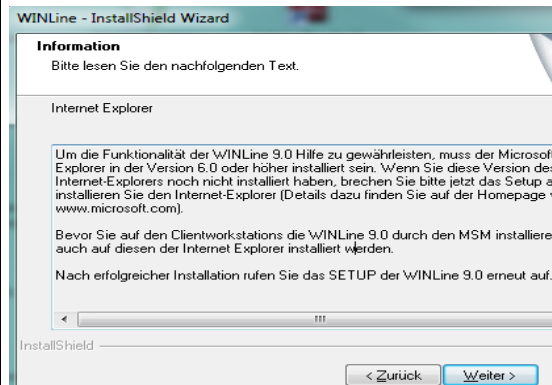 WINLine - InstallShield Wizard
Information
Bitte lesen Sie den nachfolgenden Text.
Internet Explorer
Um die Funktionalität der WINLine 9.0 Hilfe zu gewährleisten, muss der Microsoft
Explorer in der Version 6.0 oder höher installiert sein. Wenn Sie diese Version des
Internet-Explorers noch nicht installiert haben, brechen Sie bitte jetzt das Setup
installieren Sie den Internet-Explorer (Details dazu finden Sie auf der Homepage
www.microsoft.com).
Bevor Sie auf den Clientworkstations die WINLine 9.0 durch den MSM
auch auf diesen der Internet Explorer installiert werden.
Nach erfolgreicher Installation rufen Sie das SETUP der WINLine 9.0 erneut auf.
InstallShield
< Zurück
Weiter >